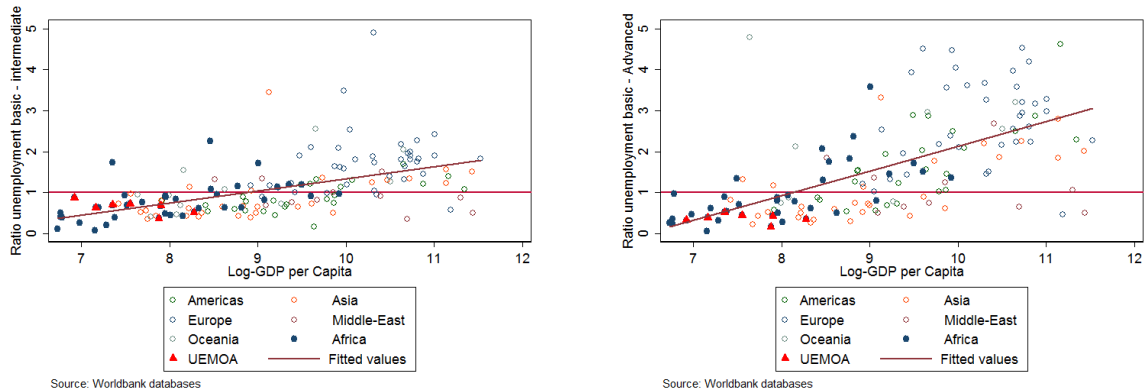 Ratio unemployment basic - intermediate
5
4
3
2
1
0
7 8 9 10 11 12
Log-GDP per Capita
Americas Asia
Europe Middle-East
Oceania Africa
UEMOA Fitted values
Source: Worldbank databases
Ratio unemployment basic - Advanced
5
4
3
2
1
0
7 8 9 10 11 12
Log-GDP per Capita
Americas Asia
Europe Middle-East
Oceania Africa
UEMOA Fitted values
Source: Worldbank databases